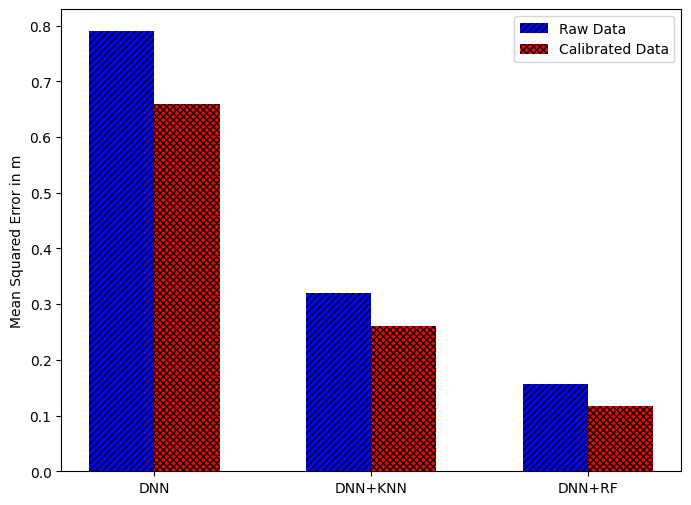 Raw Data
Calibrated Data
Mean Squared Error in m
0.8
0.7
0.6
0.5
0.4
0.3
0.2
0.1
0.0
DNN DNN+KNN DNN+RF